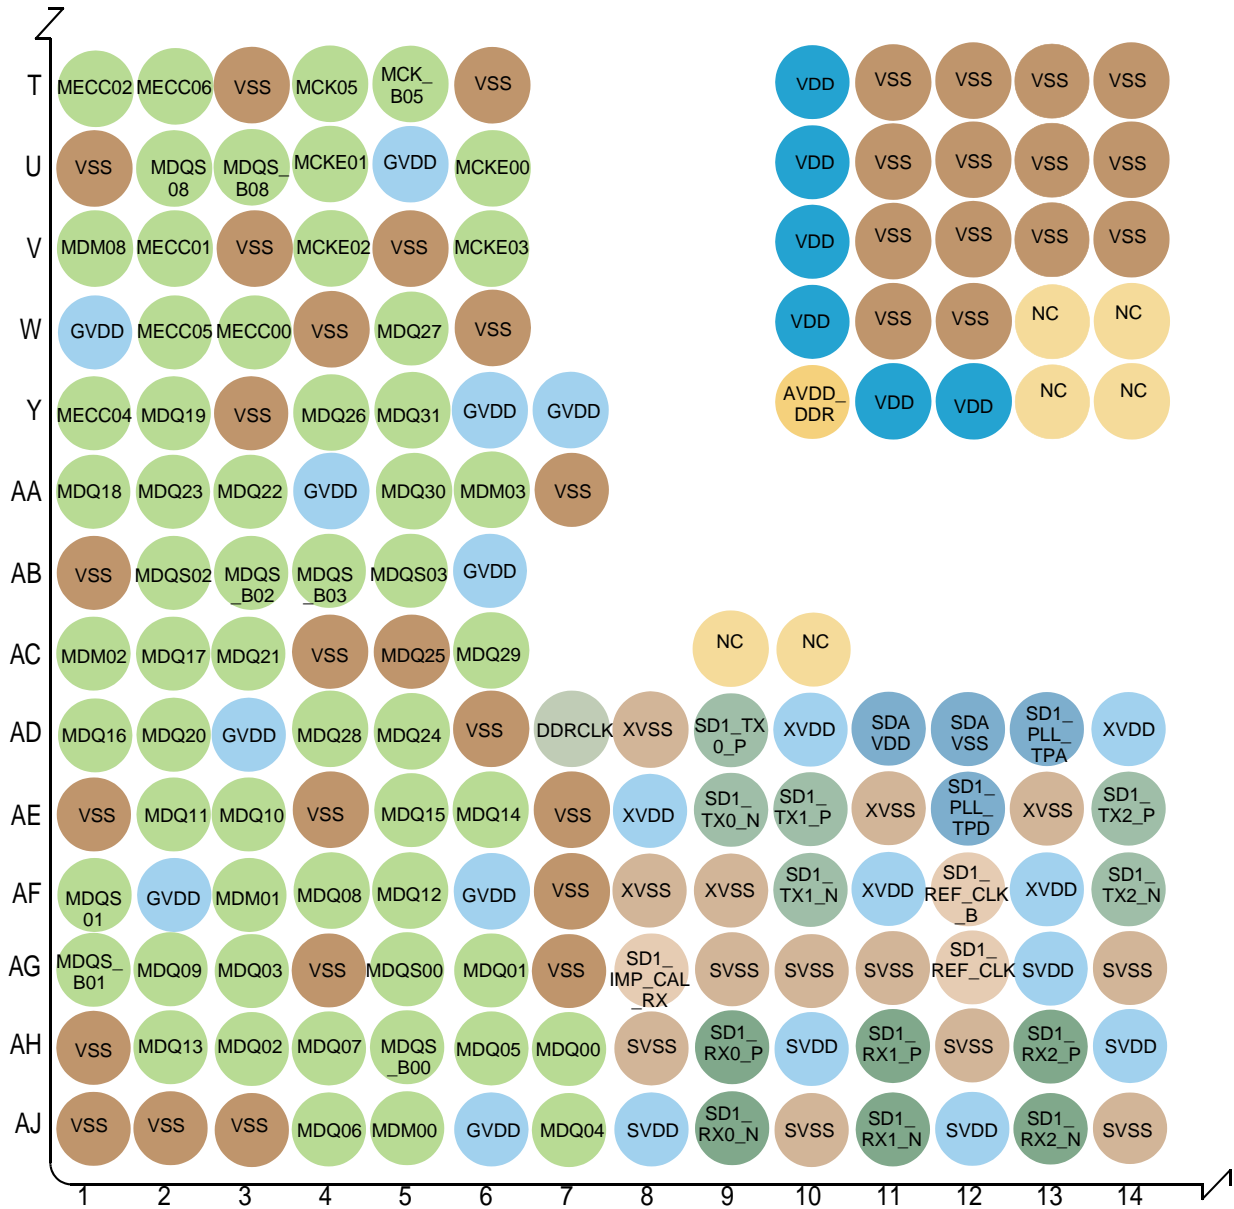 T MECC02 MECC06 VSS MCK05 MCK_ B05 VSS VDD VSS VSS VSS VSS
U VSS MDQS 08 MDQS_ B08 MCKE01 GVDD MCKE00 VDD VSS VSS VSS VSS
V MDM08 MECC01 VSS MCKE02 VSS MCKE03 VDD VSS VSS VSS VSS
W GVDD MECC05 MECC00 VSS MDQ27 VSS VDD VSS VSS NC NC
Y MECC04 MDQ19 VSS MDQ26 MDQ31 GVDD GVDD AVDD_ DDR VDD VDD NC NC
AA MDQ18 MDQ23 MDQ22 GVDD MDQ30 MDM03 VSS
AB VSS MDQS02 MDQS _B02 MDQS _B03 MDQS03 GVDD
AC MDM02 MDQ17 MDQ21 VSS MDQ25 MDQ29 NC NC
AD MDQ16 MDQ20 GVDD MDQ28 MDQ24 VSS DDRCLK XVSS SD1_TX 0_P XVDD SDA VDD SDA VSS SD1_ PLL_ TPA XVDD
AE VSS MDQ11 MDQ10 VSS MDQ15 MDQ14 VSS XVDD SD1_ TX0_N SD1_ TX1_P XVSS SD1_ PLL_ TPD XVSS SD1_ TX2_P
AF MDQS 01 GVDD MDM01 MDQ08 MDQ12 GVDD VSS XVSS XVSS SD1_ TX1_N XVDD SD1_ REF_CLK _B XVDD SD1_ TX2_N
AG MDQS_ B01 MDQ09 MDQ03 VSS MDQS00 MDQ01 VSS SD1_ IMP_CAL _RX SVSS SVSS SVSS SD1_ REF_CLK SVDD SVSS
AH VSS MDQ13 MDQ02 MDQ07 MDQS _B00 MDQ05 MDQ00 SVSS SD1_ RX0_P SVDD SD1_ RX1_P SVSS SD1_ RX2_P SVDD
AJ VSS VSS VSS MDQ06 MDM00 GVDD MDQ04 SVDD SD1_ RX0_N SVSS SD1_ RX1_N SVDD SD1_ RX2_N SVSS
1 2 3 4 5 6 7 8 9 10 11 12 13 14